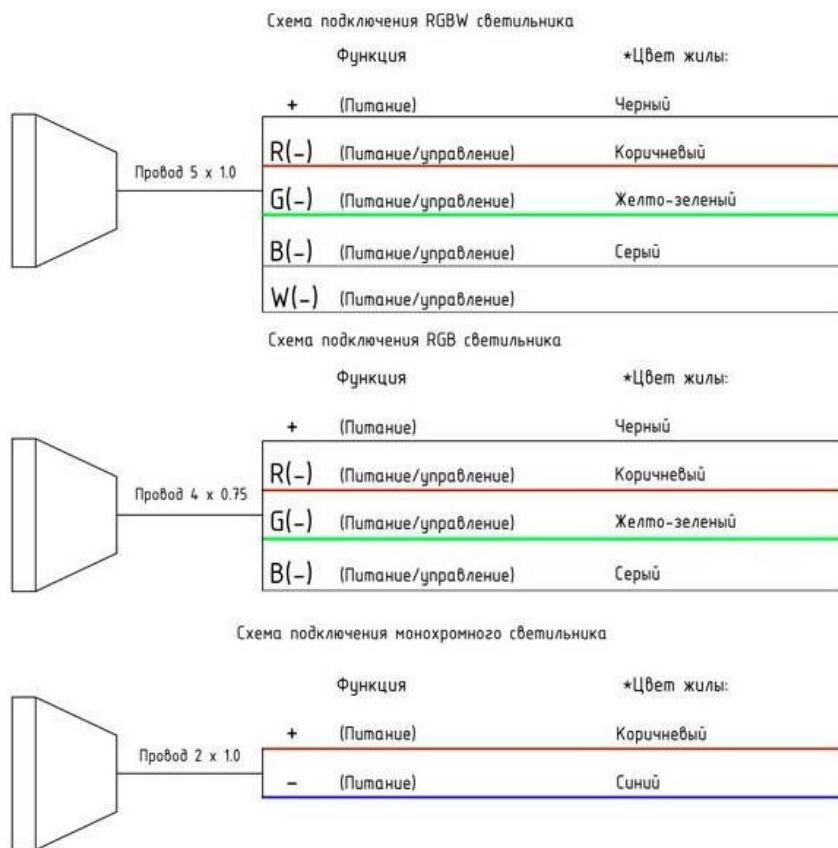 Схема подключения RGBW светильника
Функция *Цвет жилы:
+ (Питание) Черный
R(-) (Питание/управление) Коричневый
Провод 5 x 1.0
G(-) (Питание/управление) Желто-зеленый
B(-) (Питание/управление) Серый
W(-) (Питание/управление)
Схема подключения RGB светильника
Функция *Цвет жилы:
+ (Питание) Черный
R(-) (Питание/управление) Коричневый
Провод 4 x 0.75
G(-) (Питание/управление) Желто-зеленый
B(-) (Питание/управление) Серый
Схема подключения монохромного светильника
Функция *Цвет жилы:
+ (Питание) Коричневый
Провод 2 x 1.0
- (Питание) Синий